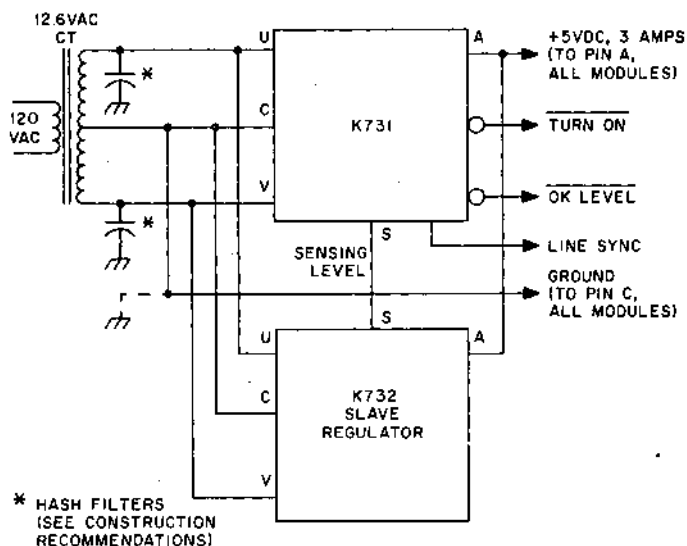 12.6VAC
CT
120
VAC
*
*
U
C
V
K731
A
S
+5VDC, 3 AMPS
(TO PIN A,
ALL MODULES)
TURN ON
OK LEVEL
LINE SYNC
SENSING
LEVEL
GROUND
(TO PIN C,
ALL MODULES)
S
U
C
V
A
K732
SLAVE
REGULATOR
* HASH FILTERS
(SEE CONSTRUCTION
RECOMMENDATIONS)